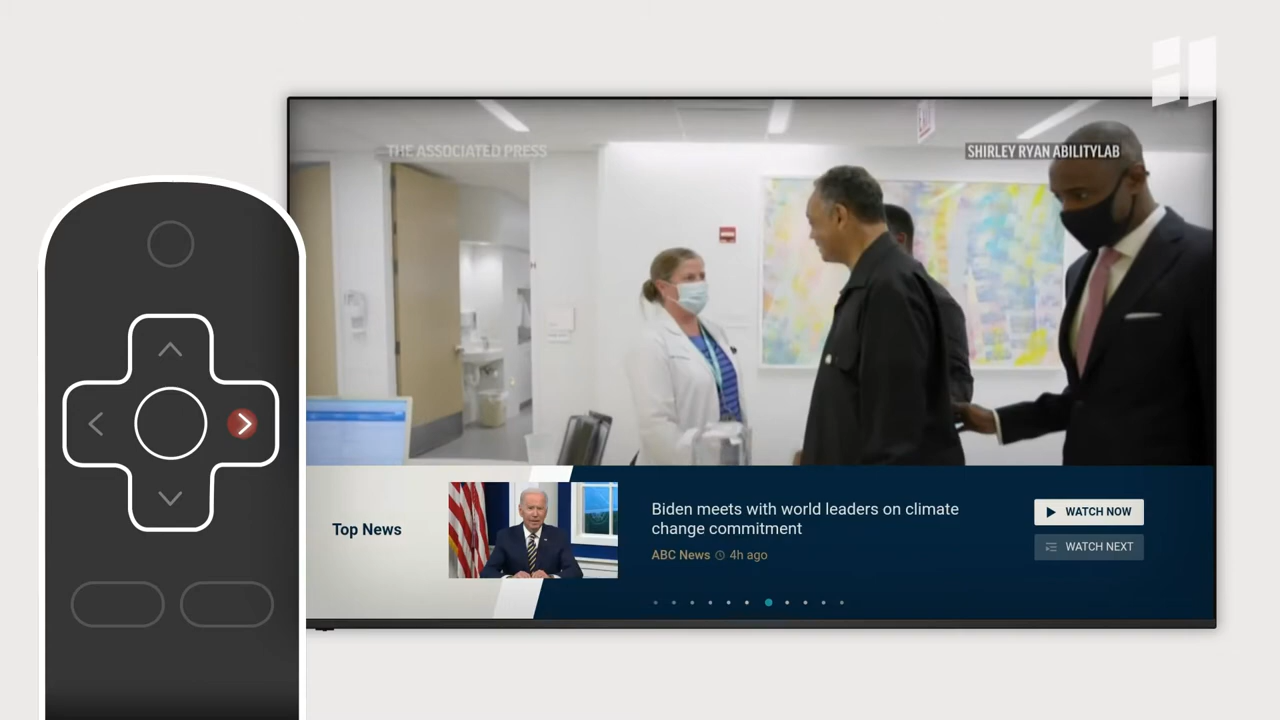 THE ASSOCIATED PRESS
SHIRLEY RYAN ABILITYLAB
EXIT
Top News
Biden meets with world leaders on climate
change commitment
ABC News 4h ago
WATCH NOW
WATCH NEXT